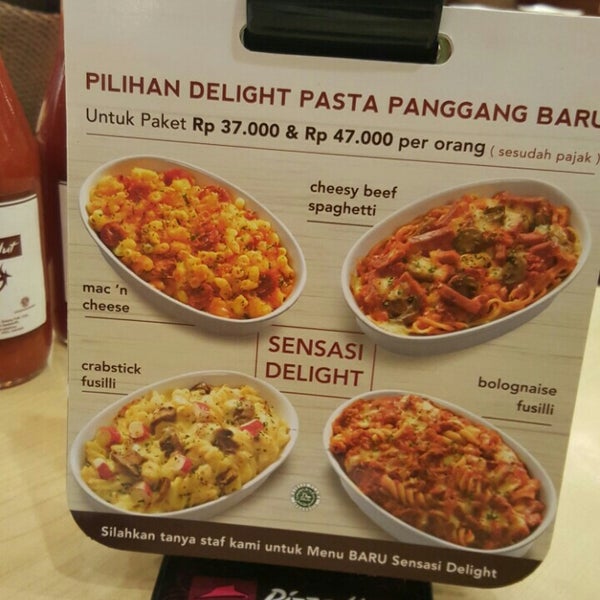 PILIHAN DELIGHT PASTA PANGGANG BARU
Untuk Paket Rp 37.000 & Rp 47.000 per orang ( sesudah pajak )
cheesy beef
spaghetti
mac 'n
cheese
SENSASI
DELIGHT
crabstick
fusilli
bolognaise
fusilli
Silahkan tanya staf kami untuk Menu BARU Sensasi Delight